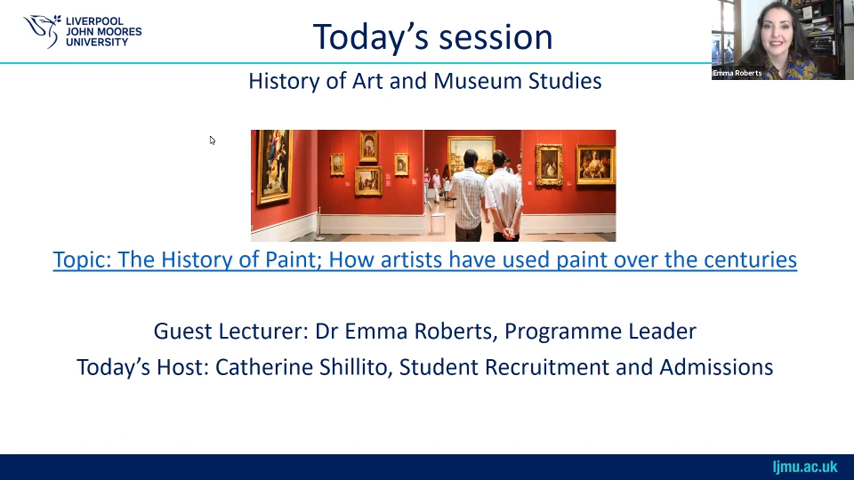 LIVERPOOL
JOHN MOORES
UNIVERSITY
Today's session
Emma Roberts
History of Art and Museum Studies
Topic: The History of Paint; How artists have used paint over the centuries
Guest Lecturer: Dr Emma Roberts, Programme Leader
Today's Host: Catherine Shillito, Student Recruitment and Admissions
ljmu.ac.uk